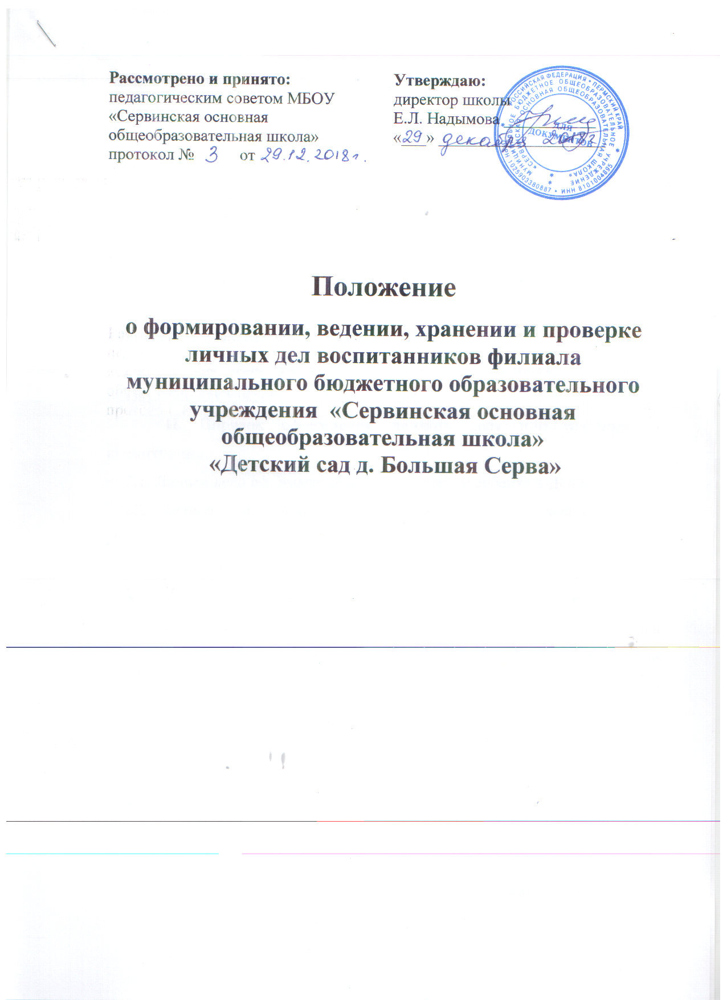 Рассмотрено и принято:
педагогическим советом МБОУ
«Сервинская основная
общеобразовательная школа»
протокол № 3 от 29.12.2018г.
Утверждаю:
директор школы
Е.Л. Надымова
«29» декабря 2018г
РОССИЙСКАЯ ФЕДЕРАЦИЯ * ПЕРМСКИЙ КРАЙ
МУНИЦИПАЛЬНОЕ БЮДЖЕТНОЕ ОБЩЕОБРАЗОВАТЕЛЬНОЕ УЧРЕЖДЕНИЕ
«СЕРВИНСКАЯ ОСНОВНАЯ ОБЩЕОБРАЗОВАТЕЛЬНАЯ ШКОЛА»
1025903380887 * ИНН 8101004895
ДЛЯ
ДОКУМЕНТОВ
Положение
о формировании, ведении, хранении и проверке
личных дел воспитанников филиала
муниципального бюджетного образовательного
учреждения «Сервинская основная
общеобразовательная школа»
«Детский сад д. Большая Серва»